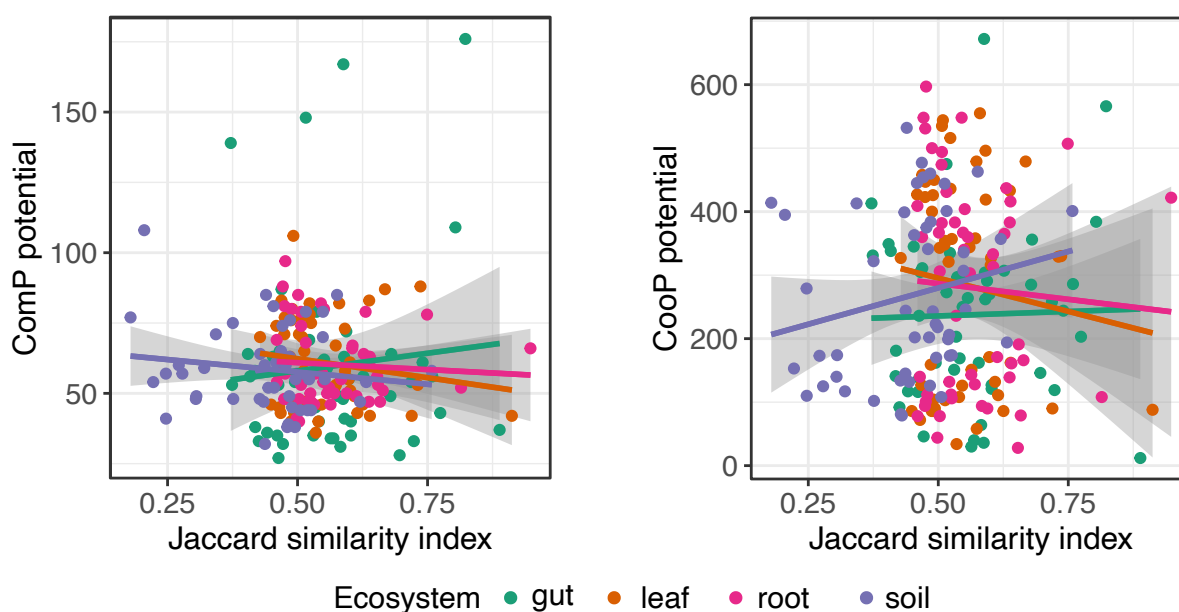 ComP potential
150
100
50
0.25 0.50 0.75
Jaccard similarity index
CooP potential
600
400
200
0
0.25 0.50 0.75
Jaccard similarity index
Ecosystem gut leaf root soil